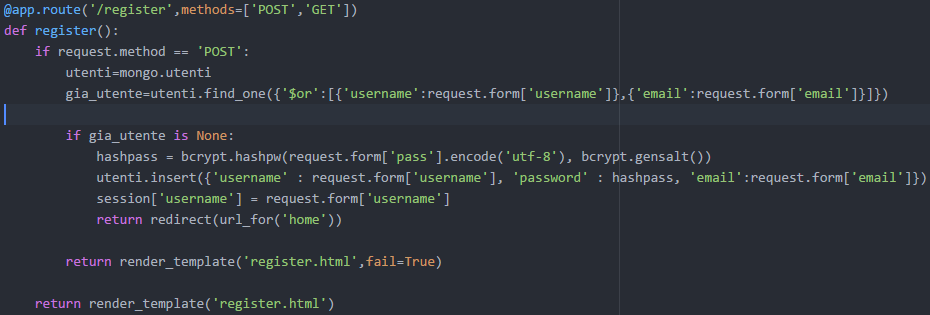 @app.route('/register',methods=['POST','GET'])
def register():
    if request.method == 'POST':
        utenti=mongo.utenti
        gia_utente=utenti.find_one({'$or':[{'username':request.form['username']},{'email':request.form['email']}]})
        if gia_utente is None:
            hashpass = bcrypt.hashpw(request.form['pass'].encode('utf-8'), bcrypt.gensalt())
            utenti.insert({'username' : request.form['username'], 'password' : hashpass, 'email':request.form['email']})
            session['username'] = request.form['username']
            return redirect(url_for('home'))
        return render_template('register.html',fail=True)
    return render_template('register.html')